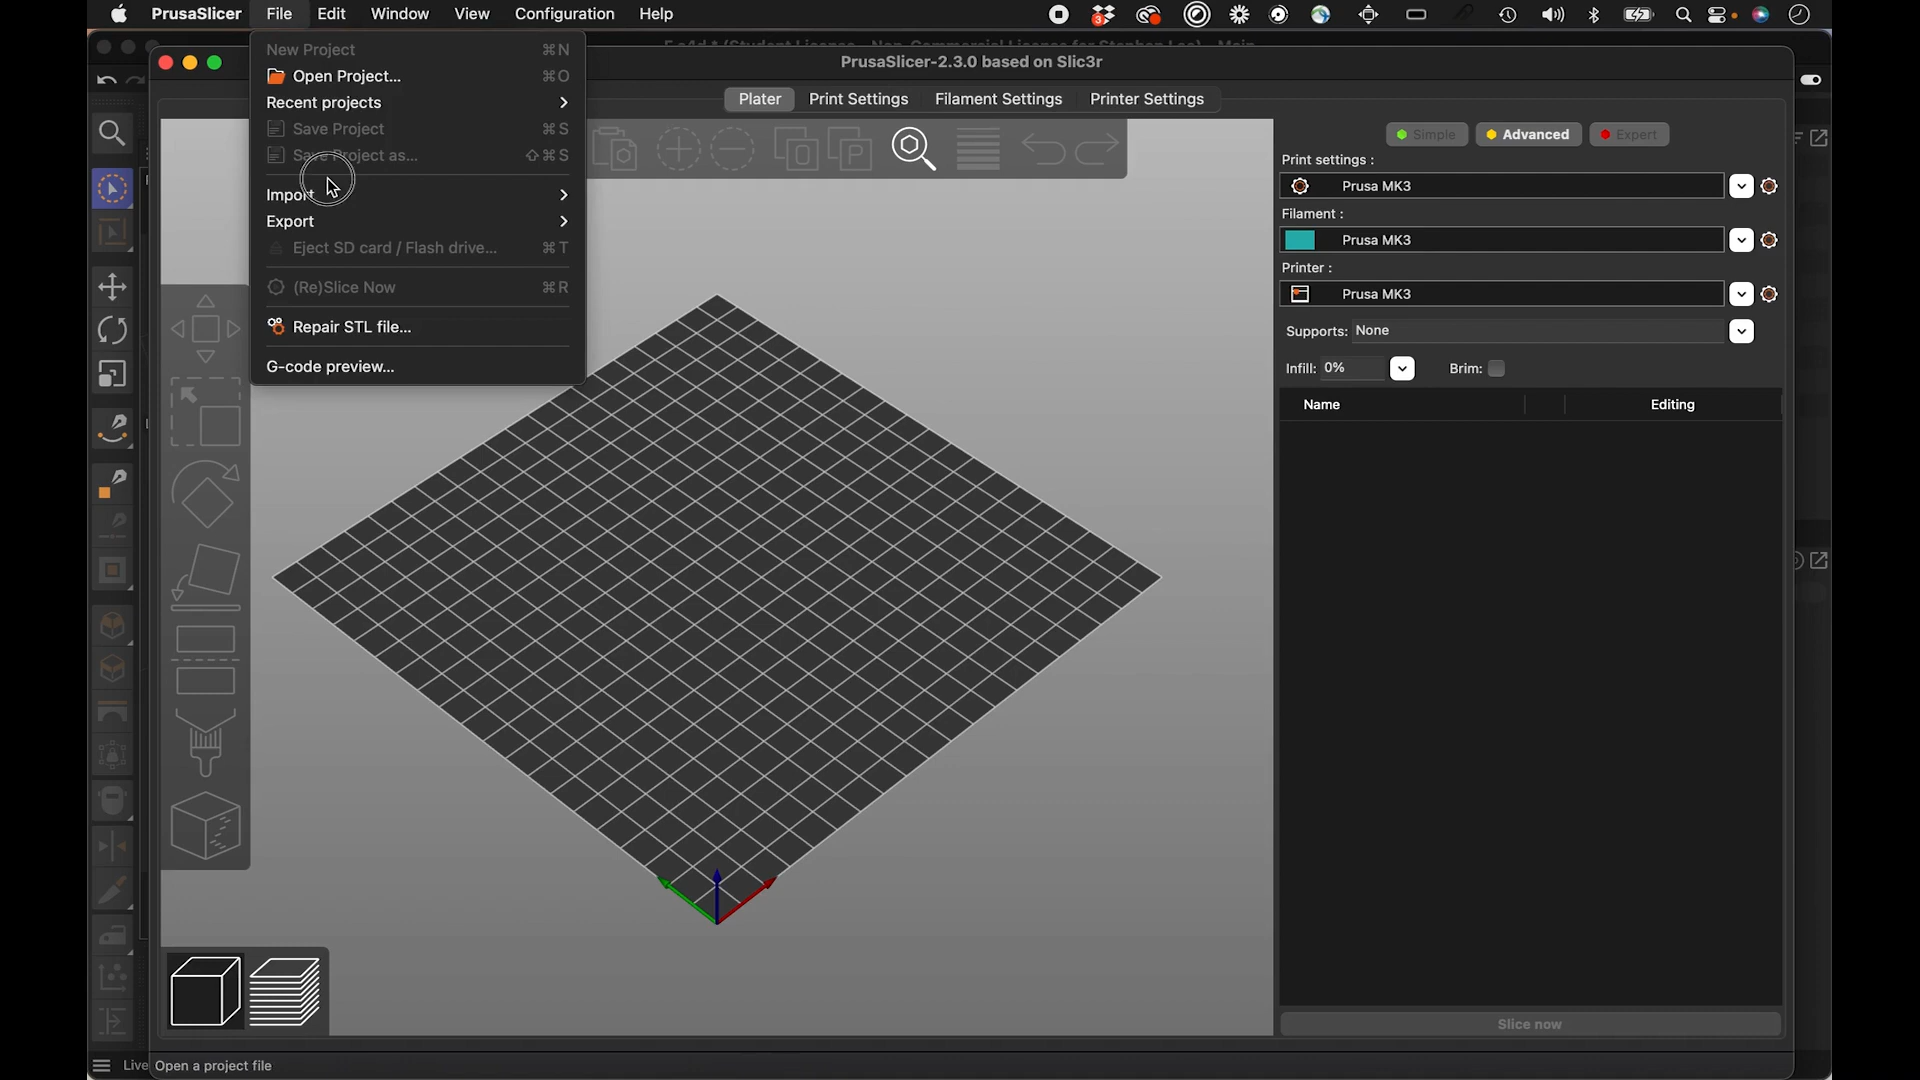 PrusaSlicer File Edit Window View Configuration Help
3
PrusaSlicer-2.3.0 based on Slic3r
New Project ⌘N
Open Project... ⌘O
Recent projects
Save Project ⌘S
Save Project as... ⇧⌘S
Import
Export
Eject SD card / Flash drive... ⌘T
(Re)Slice Now ⌘R
Repair STL file...
G-code preview...
Plater Print Settings Filament Settings Printer Settings
Simple Advanced Expert
Print settings :
Prusa MK3
Filament :
Prusa MK3
Printer :
Prusa MK3
Supports: None
Infill: 0% Brim:
Name Editing
Slice now
Live Open a project file